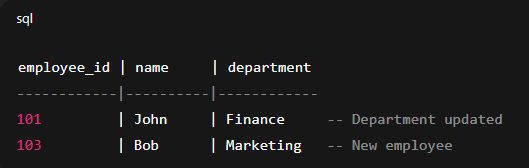 sql
employee_id | name     | department
------------|----------|------------
101         | John     | Finance    -- Department updated
103         | Bob      | Marketing  -- New employee